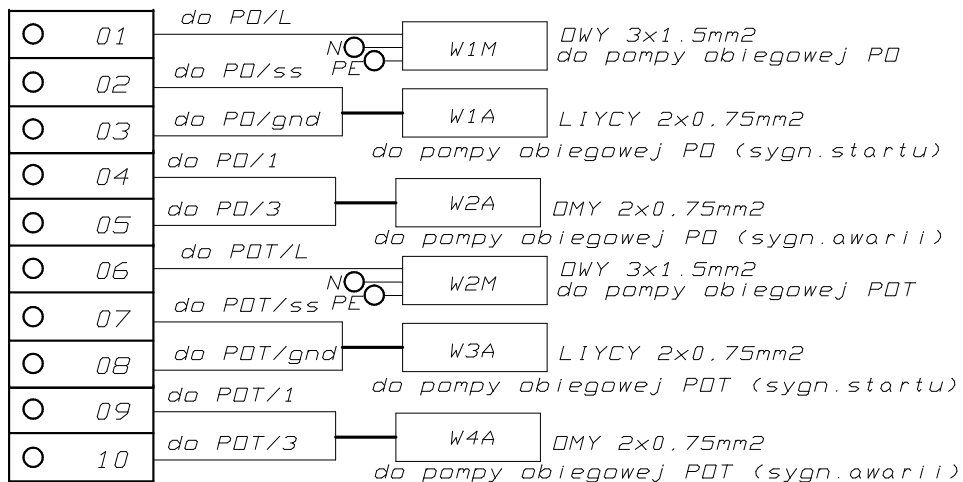 01 do PO/L W1M OWY 3x1.5mm2
N do pompy obiegowej PO
PE
02 do PO/ss
03 do PO/gnd W1A LIYCY 2x0,75mm2
do pompy obiegowej PO (sygn.startu)
04 do PO/1
05 do PO/3 W2A OMY 2x0,75mm2
do pompy obiegowej PO (sygn.awarii)
06 do POT/L W2M OWY 3x1.5mm2
N do pompy obiegowej POT
PE
07 do POT/ss
08 do POT/gnd W3A LIYCY 2x0,75mm2
do pompy obiegowej POT (sygn.startu)
09 do POT/1
10 do POT/3 W4A OMY 2x0,75mm2
do pompy obiegowej POT (sygn.awarii)